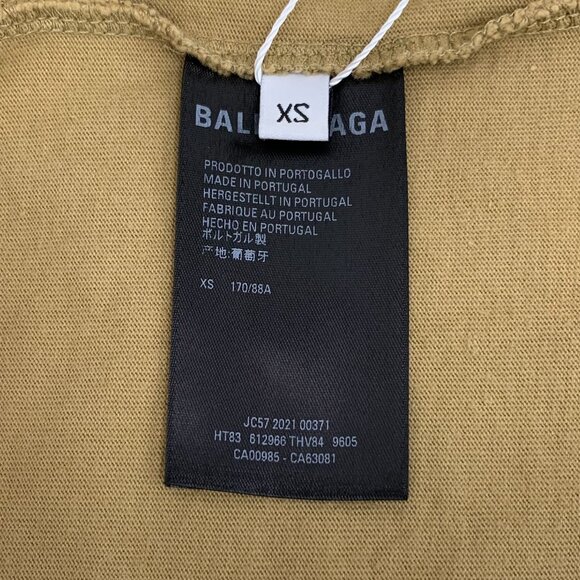 XS
BAL AGA
PRODOTTO IN PORTOGALLO
MADE IN PORTUGAL
HERGESTELLT IN PORTUGAL
FABRIQUE AU PORTUGAL
HECHO EN PORTUGAL
ポルトガル製
产地:葡萄牙
XS 170/88A
JC57 2021 00371
HT83 612966 THV84 9605
CA00985 - CA63081